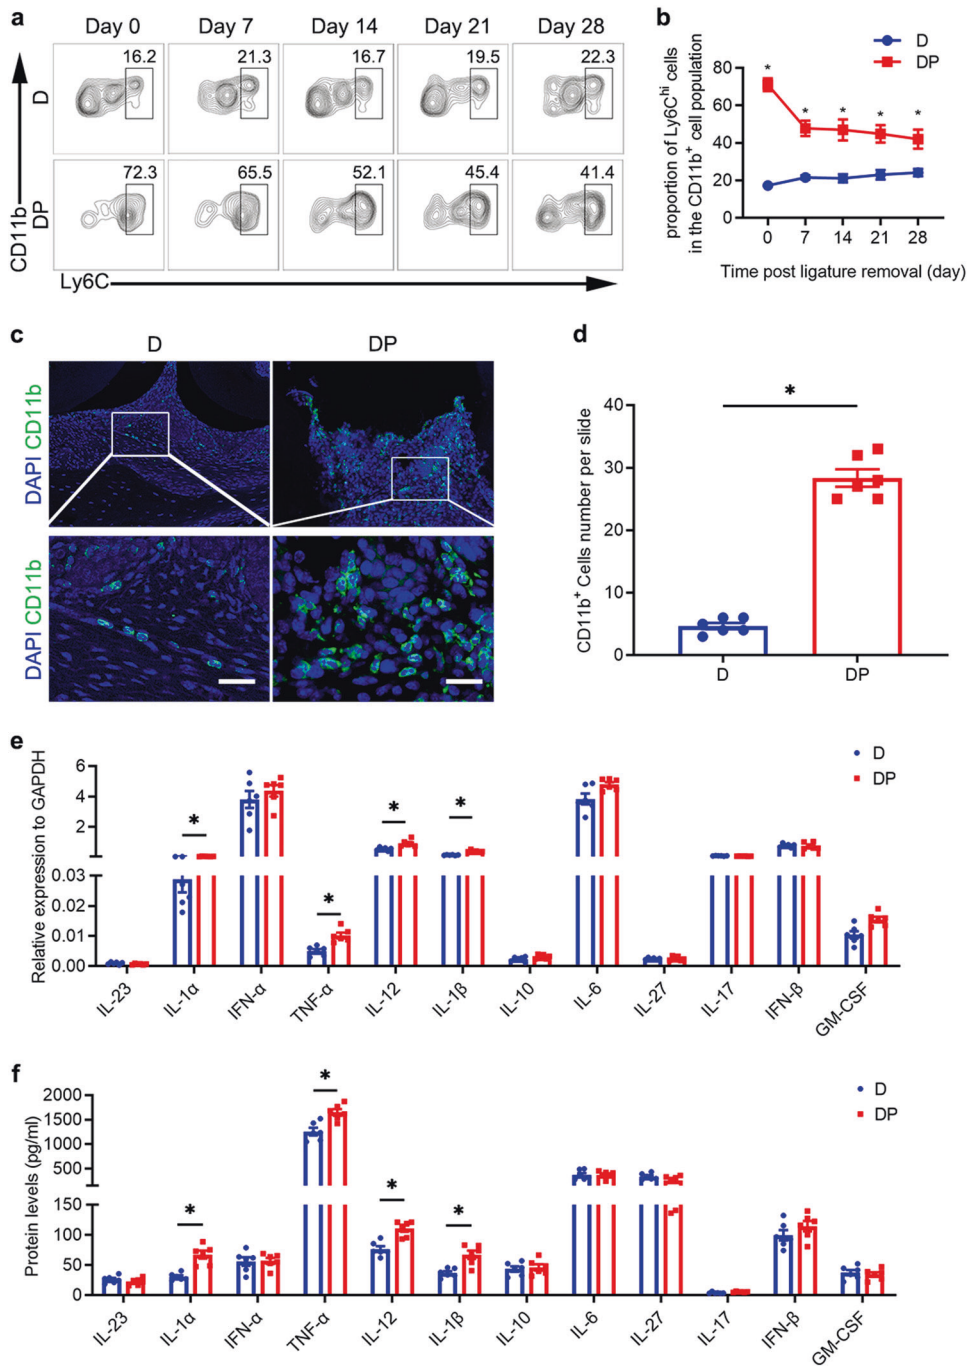 a
Day 0 Day 7 Day 14 Day 21 Day 28
D
16.2 21.3 16.7 19.5 22.3
DP
72.3 65.5 52.1 45.4 41.4
CD11b
Ly6C
b
D
DP
proportion of Ly6Chi cells
in the CD11b+ cell population
80
60
40
20
0
* * * * *
0 7 14 21 28
Time post ligature removal (day)
c
D DP
DAPI CD11b
DAPI CD11b
d
*
CD11b+ Cells number per slide
40
30
20
10
0
D DP
e
D
DP
Relative expression to GAPDH
6
4
2
0.03
0.02
0.01
0.00
* * * *
IL-23 IL-1α IFN-α TNF-α IL-12 IL-1β IL-10 IL-6 IL-27 IL-17 IFN-β GM-CSF
f
D
DP
Protein levels (pg/ml)
2000
1500
1000
500
150
100
50
0
* * * *
IL-23 IL-1α IFN-α TNF-α IL-12 IL-1β IL-10 IL-6 IL-27 IL-17 IFN-β GM-CSF